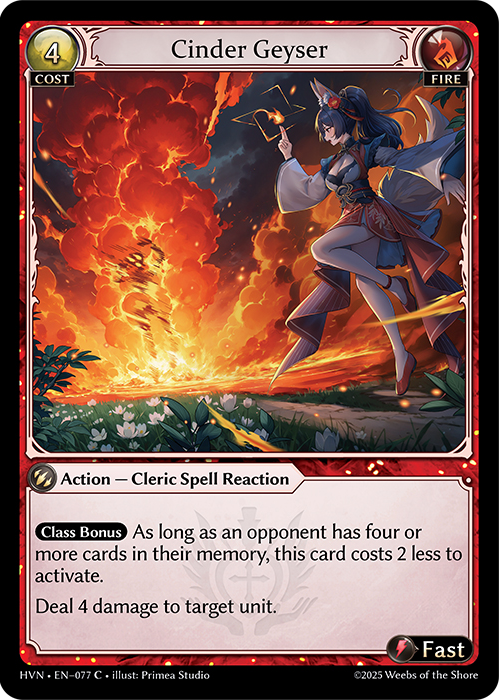 4
Cinder Geyser
COST
FIRE
Action — Cleric Spell Reaction
Class Bonus As long as an opponent has four or
more cards in their memory, this card costs 2 less to
activate.
Deal 4 damage to target unit.
Fast
HVN • EN-077 C • illust: Primea Studio
©2025 Weebs of the Shore